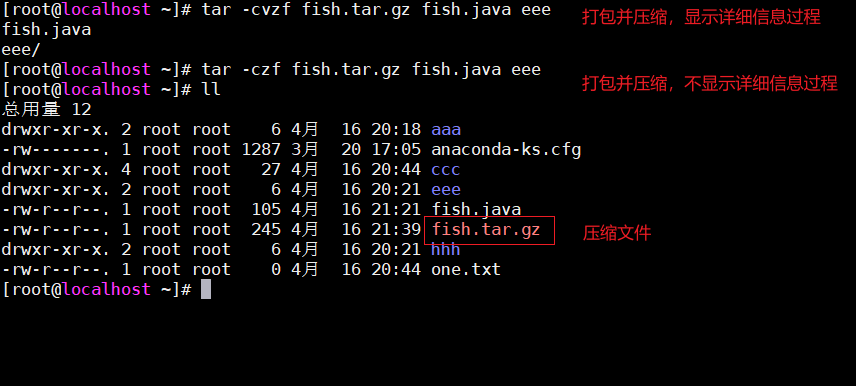 [root@localhost ~]# tar -cvzf fish.tar.gz fish.java eee 打包并压缩，显示详细信息过程
fish.java
eee/
[root@localhost ~]# tar -czf fish.tar.gz fish.java eee 打包并压缩，不显示详细信息过程
[root@localhost ~]# ll
总用量 12
drwxr-xr-x. 2 root root    6 4月  16 20:18 aaa
-rw-------. 1 root root 1287 3月  20 17:05 anaconda-ks.cfg
drwxr-xr-x. 4 root root   27 4月  16 20:44 ccc
drwxr-xr-x. 2 root root    6 4月  16 20:21 eee
-rw-r--r--. 1 root root  105 4月  16 21:21 fish.java
-rw-r--r--. 1 root root  245 4月  16 21:39 fish.tar.gz 压缩文件
drwxr-xr-x. 2 root root    6 4月  16 20:21 hhh
-rw-r--r--. 1 root root    0 4月  16 20:44 one.txt
[root@localhost ~]#